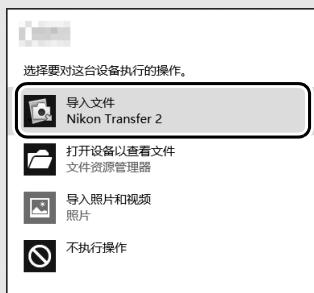 选择要对这台设备执行的操作。
导入文件
Nikon Transfer 2
打开设备以查看文件
文件资源管理器
导入照片和视频
照片
不执行操作